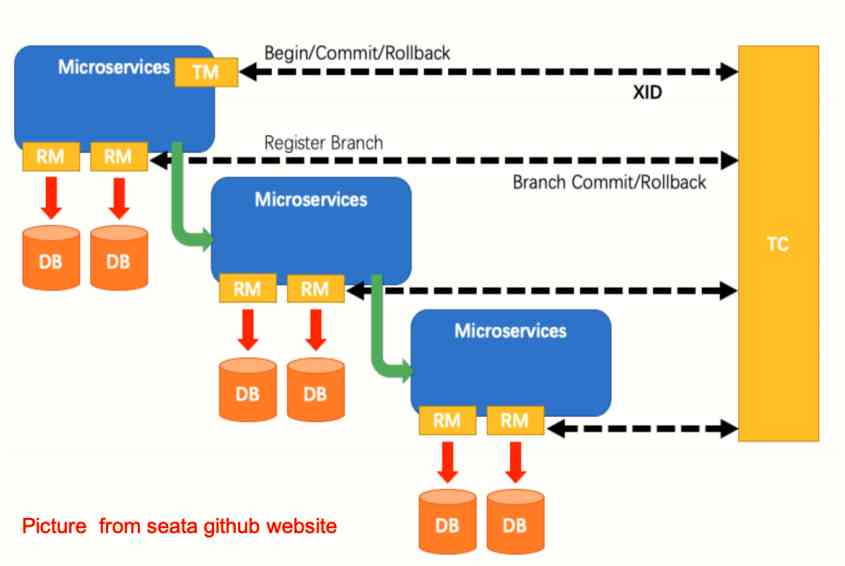 Begin/Commit/Rollback
Microservices
TM
XID
Register Branch
RM
RM
Branch Commit/Rollback
Microservices
TC
DB
DB
RM
RM
Microservices
DB
DB
RM
RM
Picture  from seata github website
DB
DB